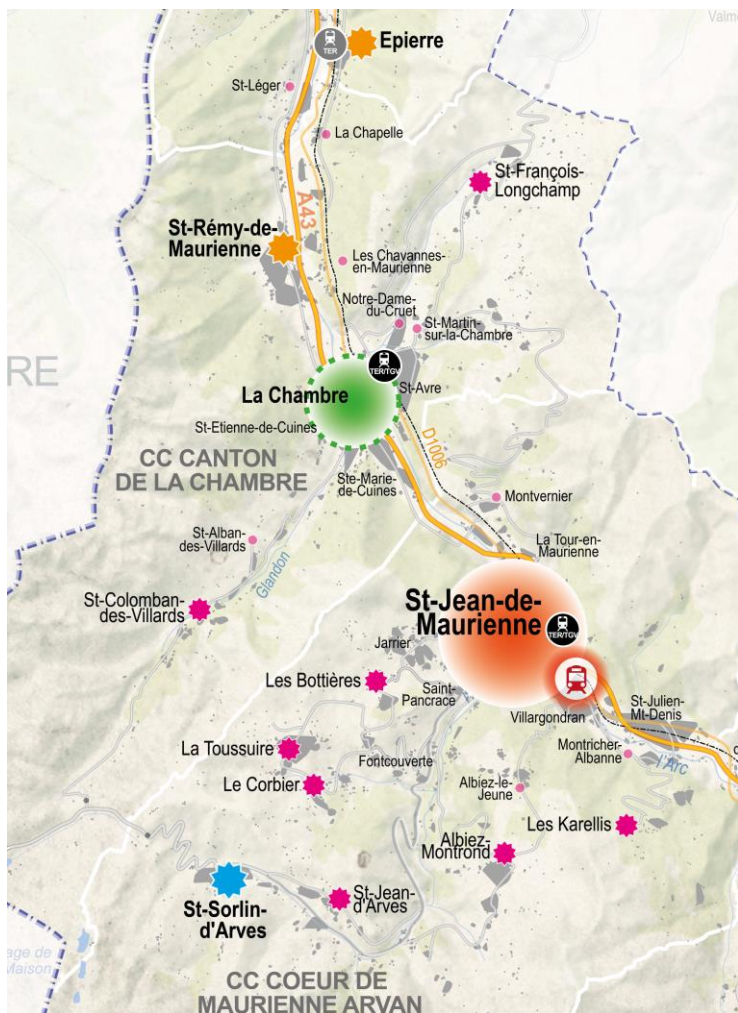 Valm
TER
Epierre
St-Léger
La Chapelle
St-François-
Longchamp
A43
St-Rémy-de-
Maurienne
Les Chavannes-
en-Maurienne
Notre-Dame-
du-Cruet
St-Martin-
sur-la-Chambre
RE
TER/TGV
La Chambre
St-Avre
St-Etienne-de-Cuines
D1006
CC CANTON
DE LA CHAMBRE
Ste-Marie-
de-Cuines
Montvernier
St-Alban-
des-Villards
Glandon
La Tour-en-
Maurienne
St-Colomban-
des-Villards
St-Jean-de-
Maurienne
TER/TGV
Jarrier
Les Bottières
Saint-
Pancrace
Villargondran
St-Julien-
Mt-Denis
La Toussuire
Fontcouverte
Montricher-
Albanne
l'Arc
Le Corbier
Albiez-le-
Jeune
Les Karellis
Albiez-
Montrond
St-Sorlin-
d'Arves
St-Jean-
d'Arves
age de
Maison
CC COEUR DE
MAURIENNE ARVAN